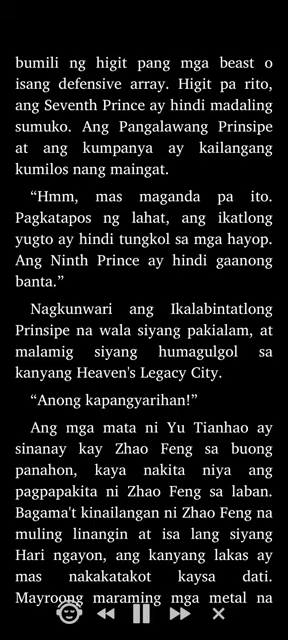 bumili ng higit pang mga beast o
isang defensive array. Higit pa rito,
ang Seventh Prince ay hindi madaling
sumuko. Ang Pangalawang Prinsipe
at ang kumpanya ay kailangang
kumilos nang maingat.
“Hmm, mas maganda pa ito.
Pagkatapos ng lahat, ang ikatlong
yugto ay hindi tungkol sa mga hayop.
Ang Ninth Prince ay hindi gaanong
banta.”
Nagkunwari ang Ikalabintatlong
Prinsipe na wala siyang pakialam, at
malamig siyang humagulgol sa
kanyang Heaven's Legacy City.
“Anong kapangyarihan!”
Ang mga mata ni Yu Tianhao ay
sinanay kay Zhao Feng sa buong
panahon, kaya nakita niya ang
pagpapakita ni Zhao Feng sa laban.
Bagama't kinailangan ni Zhao Feng na
muling linangin at isa lang siyang
Hari ngayon, ang kanyang lakas ay
mas nakakatakot kaysa dati.
Mayroong maraming mga metal na